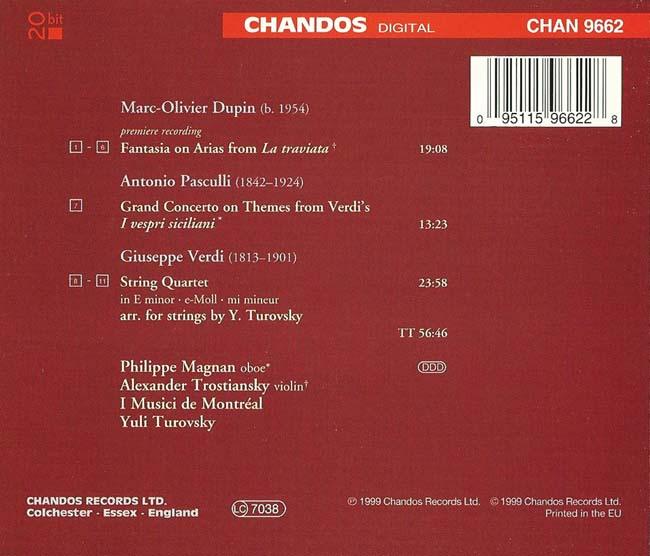 20 bit
CHANDOS DIGITAL
CHAN 9662
0 95115 96622 8
Marc-Olivier Dupin (b. 1954)
premiere recording
1 - 6 Fantasia on Arias from La traviata † 19:08
Antonio Pasculli (1842–1924)
7 Grand Concerto on Themes from Verdi's
I vespri siciliani * 13:23
Giuseppe Verdi (1813–1901)
8 - 11 String Quartet 23:58
in E minor · e-Moll · mi mineur
arr. for strings by Y. Turovsky
TT 56:46
Philippe Magnan oboe* DDD
Alexander Trostiansky violin†
I Musici de Montréal
Yuli Turovsky
CHANDOS RECORDS LTD.
Colchester · Essex · England
LC 7038
℗ 1999 Chandos Records Ltd. © 1999 Chandos Records Ltd.
Printed in the EU